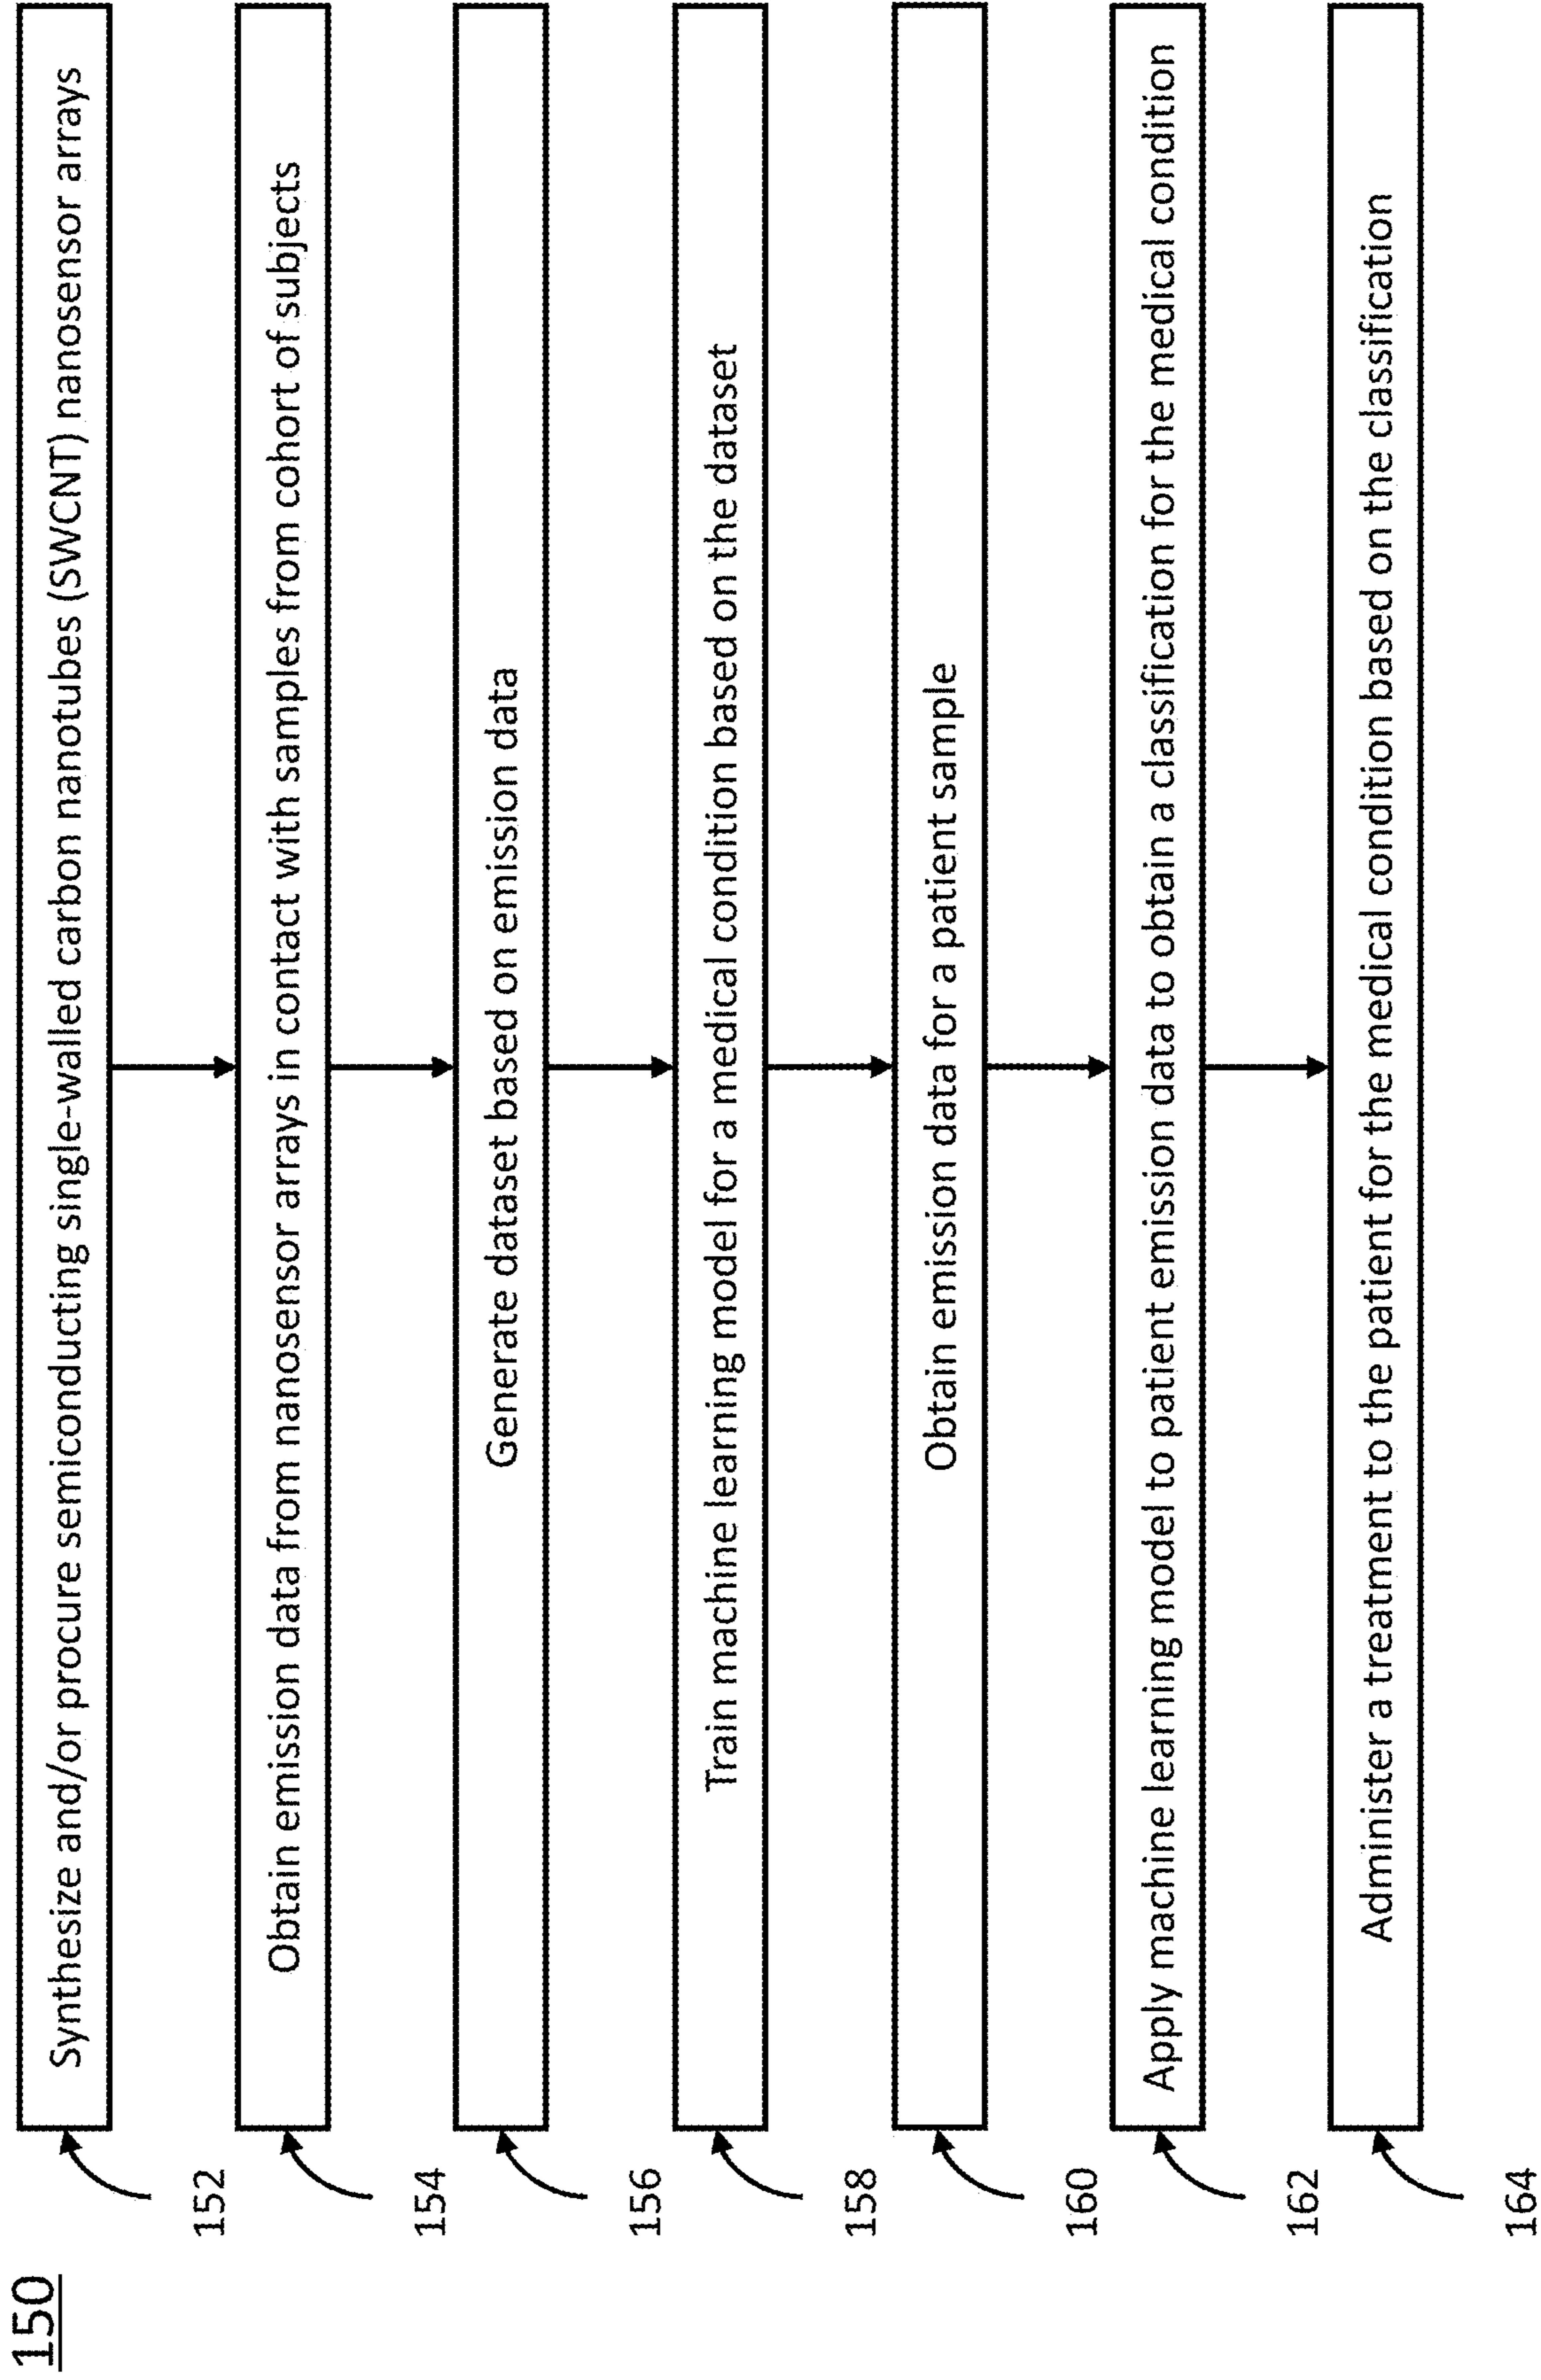 150
152
Synthesize and/or procure semiconducting single-walled carbon nanotubes (SWCNT) nanosensor arrays
154
Obtain emission data from nanosensor arrays in contact with samples from cohort of subjects
156
Generate dataset based on emission data
158
Train machine learning model for a medical condition based on the dataset
160
Obtain emission data for a patient sample
162
Apply machine learning model to patient emission data to obtain a classification for the medical condition
164
Administer a treatment to the patient for the medical condition based on the classification